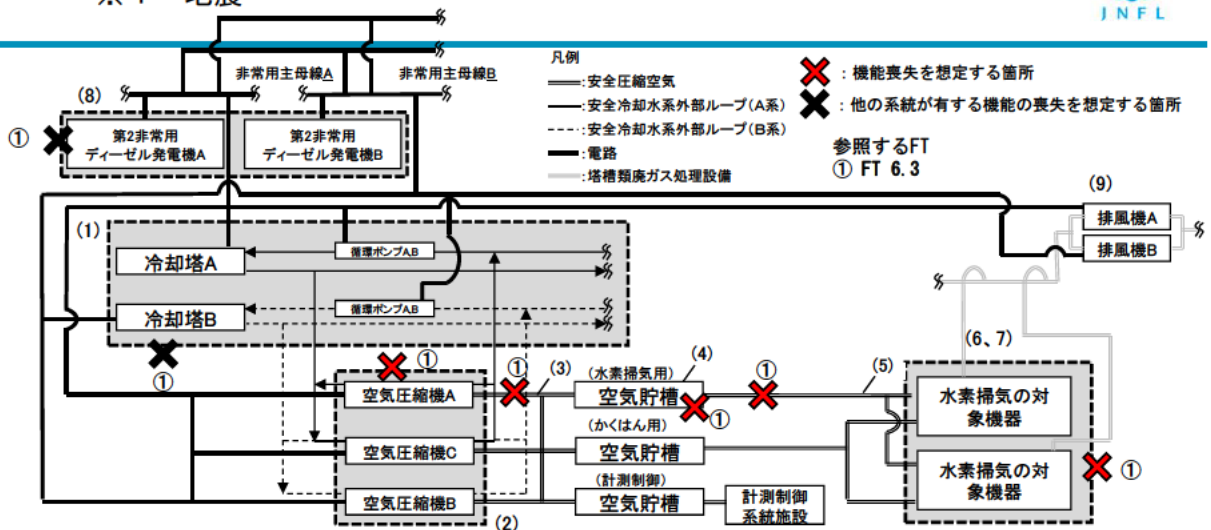 JNFL
非常用主母線A
非常用主母線B
凡例
:安全圧縮空気
:安全冷却水系外部ループ(A系)
:安全冷却水系外部ループ(B系)
:電路
:塔槽類廃ガス処理設備
:機能喪失を想定する箇所
:他の系統が有する機能の喪失を想定する箇所
参照するFT
① FT 6.3
(8)
①
第2非常用
ディーゼル発電機A
第2非常用
ディーゼル発電機B
(9)
排風機A
排風機B
(1)
冷却塔A
循環ポンプA,B
冷却塔B
循環ポンプA,B
①
(6、7)
①
空気圧縮機A
①
(3)
(水素掃気用)
(4)
空気貯槽
①
①
(5)
水素掃気の対
象機器
空気圧縮機C
(かくはん用)
空気貯槽
水素掃気の対
象機器
①
空気圧縮機B
(計測制御)
空気貯槽
計測制御
系統施設
(2)